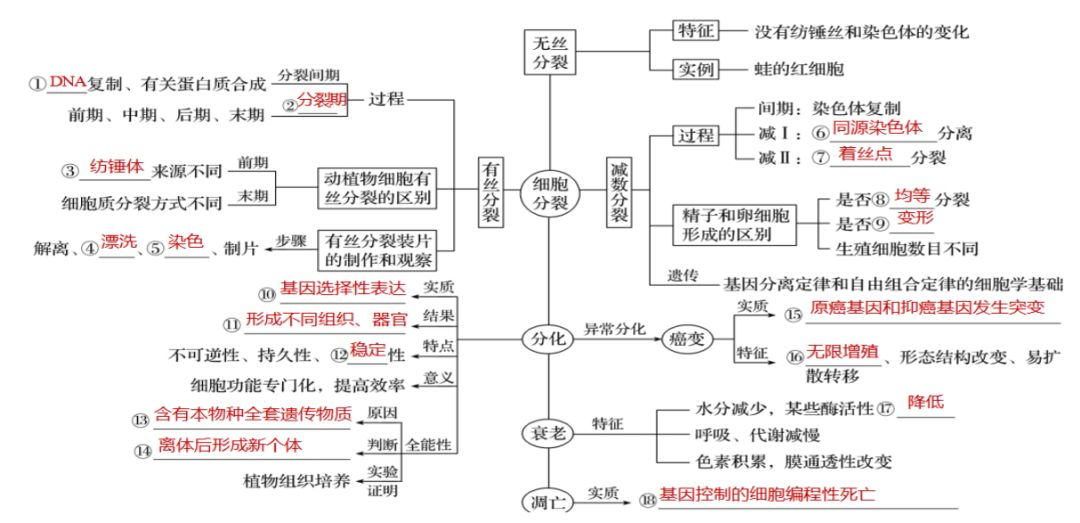 无丝分裂
特征
没有纺锤丝和染色体的变化
实例
蛙的红细胞
①DNA复制、有关蛋白质合成
分裂间期
前期、中期、后期、末期
②分裂期
过程
③纺锤体来源不同
前期
细胞质分裂方式不同
末期
动植物细胞有
丝分裂的区别
解离、④漂洗、⑤染色、制片
步骤
有丝分裂装片
的制作和观察
有丝分裂
细胞
分裂
减数分裂
过程
间期：染色体复制
减Ⅰ：⑥同源染色体分离
减Ⅱ：⑦着丝点分裂
精子和卵细胞
形成的区别
是否⑧均等分裂
是否⑨变形
生殖细胞数目不同
遗传
基因分离定律和自由组合定律的细胞学基础
⑩基因选择性表达
实质
⑪形成不同组织、器官
结果
不可逆性、持久性、⑫稳定性
特点
细胞功能专门化，提高效率
意义
⑬含有本物种全套遗传物质
原因
⑭离体后形成新个体
判断
全能性
植物组织培养
实验
证明
分化
异常分化
癌变
实质
⑮原癌基因和抑癌基因发生突变
特征
⑯无限增殖、形态结构改变、易扩
散转移
衰老
特征
水分减少，某些酶活性⑰降低
呼吸、代谢减慢
色素积累，膜通透性改变
凋亡
实质
⑱基因控制的细胞编程性死亡